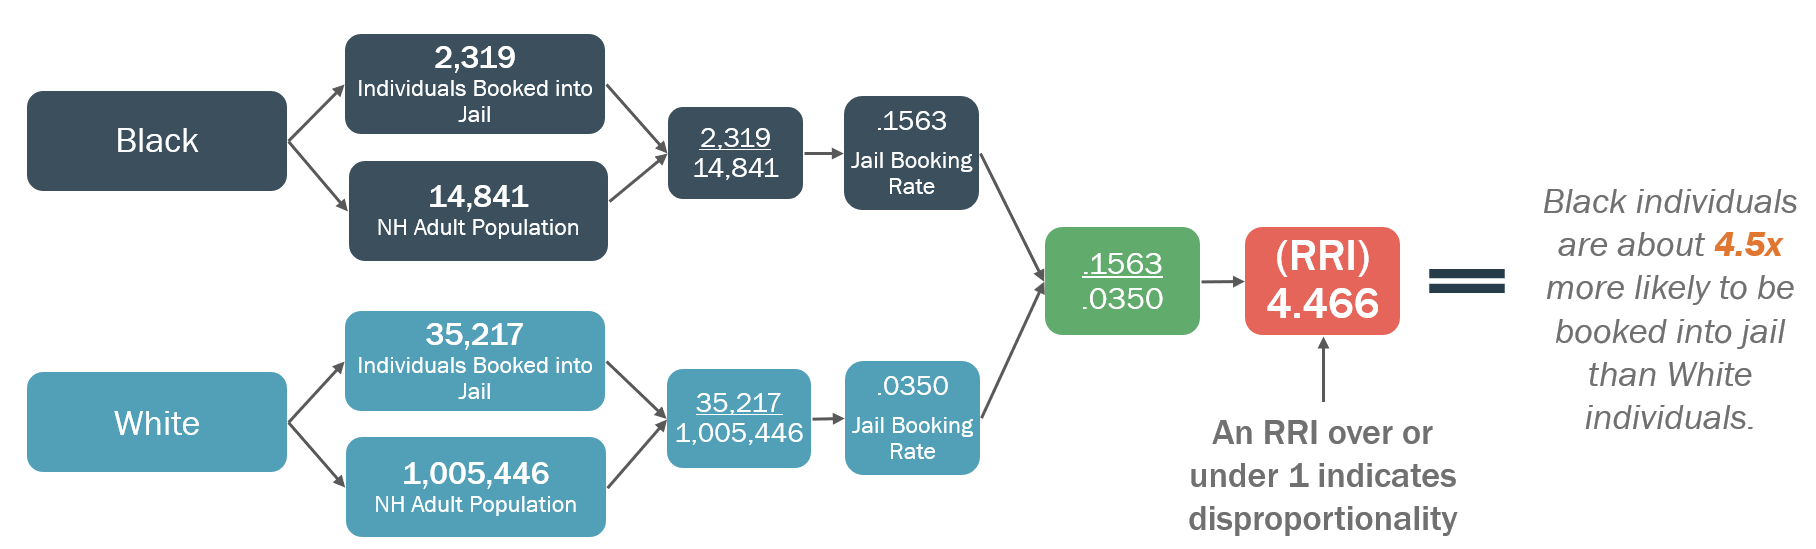 Black
2,319
Individuals Booked into
Jail
14,841
NH Adult Population
2,319
14,841
.1563
Jail Booking
Rate
White
35,217
Individuals Booked into
Jail
1,005,446
NH Adult Population
35,217
1,005,446
.0350
Jail Booking
Rate
.1563
.0350
(RRI)
4.466
An RRI over or
under 1 indicates
disproportionality
Black individuals
are about 4.5x
more likely to be
booked into jail
than White
individuals.